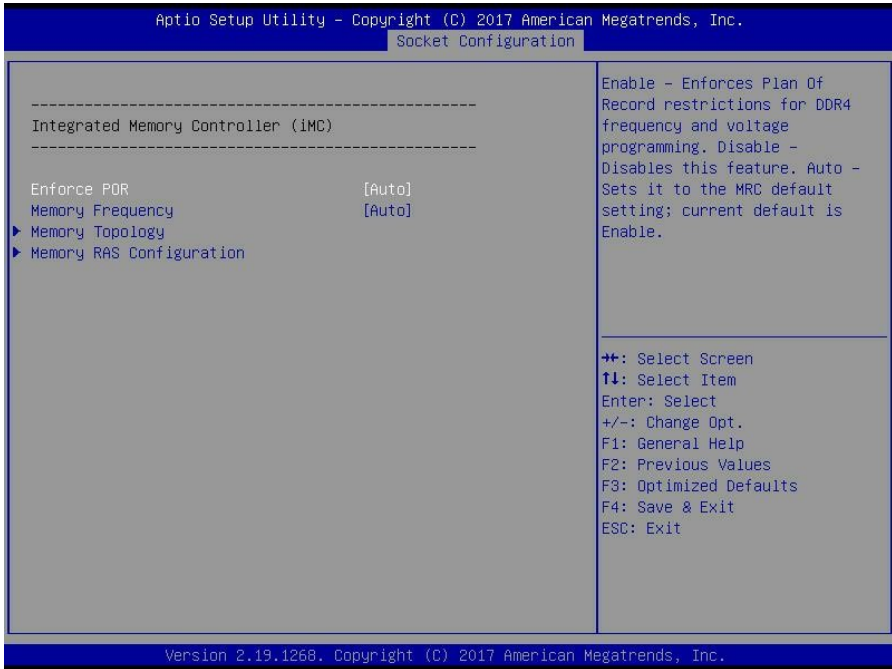 Aptio Setup Utility – Copyright (C) 2017 American Megatrends, Inc.
Socket Configuration
--------------------------------------------------
Integrated Memory Controller (iMC)
--------------------------------------------------
Enforce POR [Auto]
Memory Frequency [Auto]
▶ Memory Topology
▶ Memory RAS Configuration
Enable – Enforces Plan Of
Record restrictions for DDR4
frequency and voltage
programming. Disable –
Disables this feature. Auto –
Sets it to the MRC default
setting; current default is
Enable.
→←: Select Screen
↑↓: Select Item
Enter: Select
+/-: Change Opt.
F1: General Help
F2: Previous Values
F3: Optimized Defaults
F4: Save & Exit
ESC: Exit
Version 2.19.1268. Copyright (C) 2017 American Megatrends, Inc.